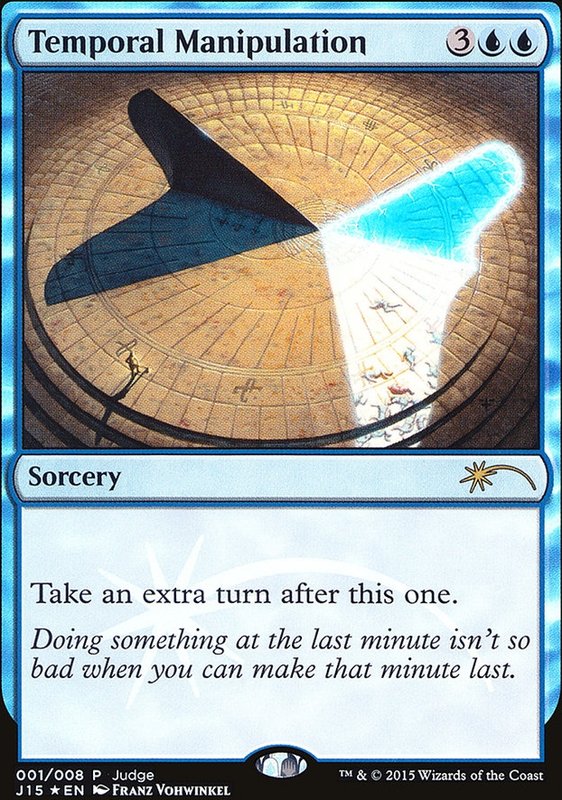 Temporal Manipulation 3
Sorcery
Take an extra turn after this one.
Doing something at the last minute isn't so
bad when you can make that minute last.
001/008 P Judge
J15 ★ EN Franz Vohwinkel
™ & © 2015 Wizards of the Coast